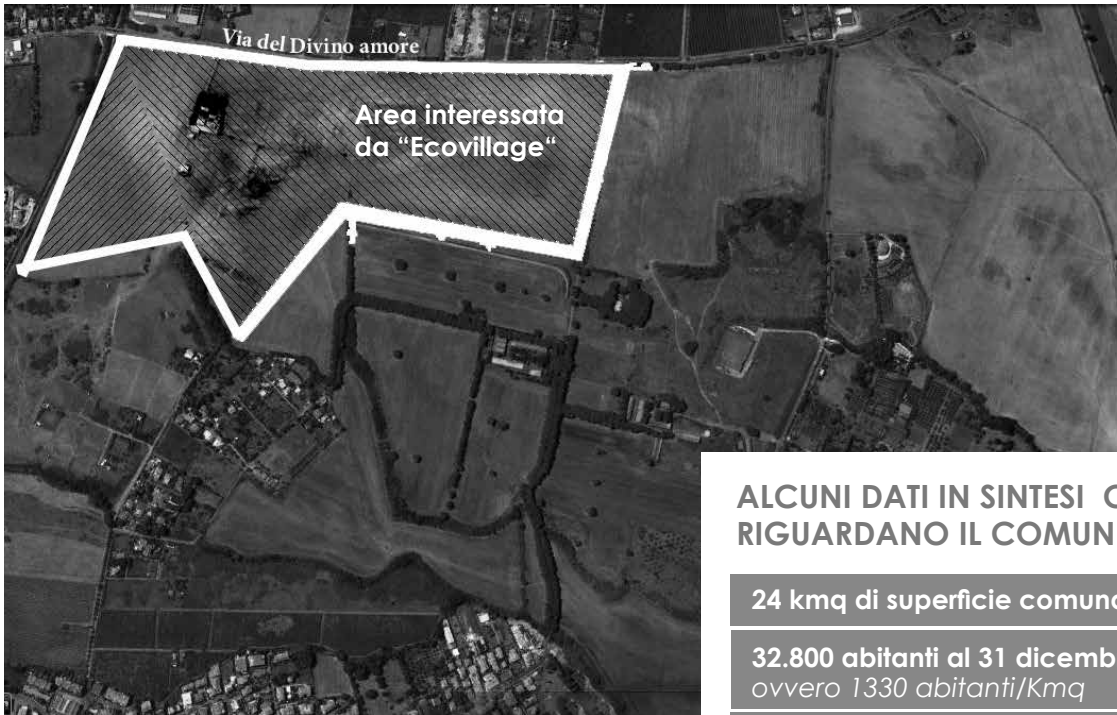 Via del Divino amore
Area interessata
da “Ecovillage“
ALCUNI DATI IN SINTESI
RIGUARDANO IL
24 kmq di superficie
32.800 abitanti al 31
ovvero 1330 abitanti/Kmq